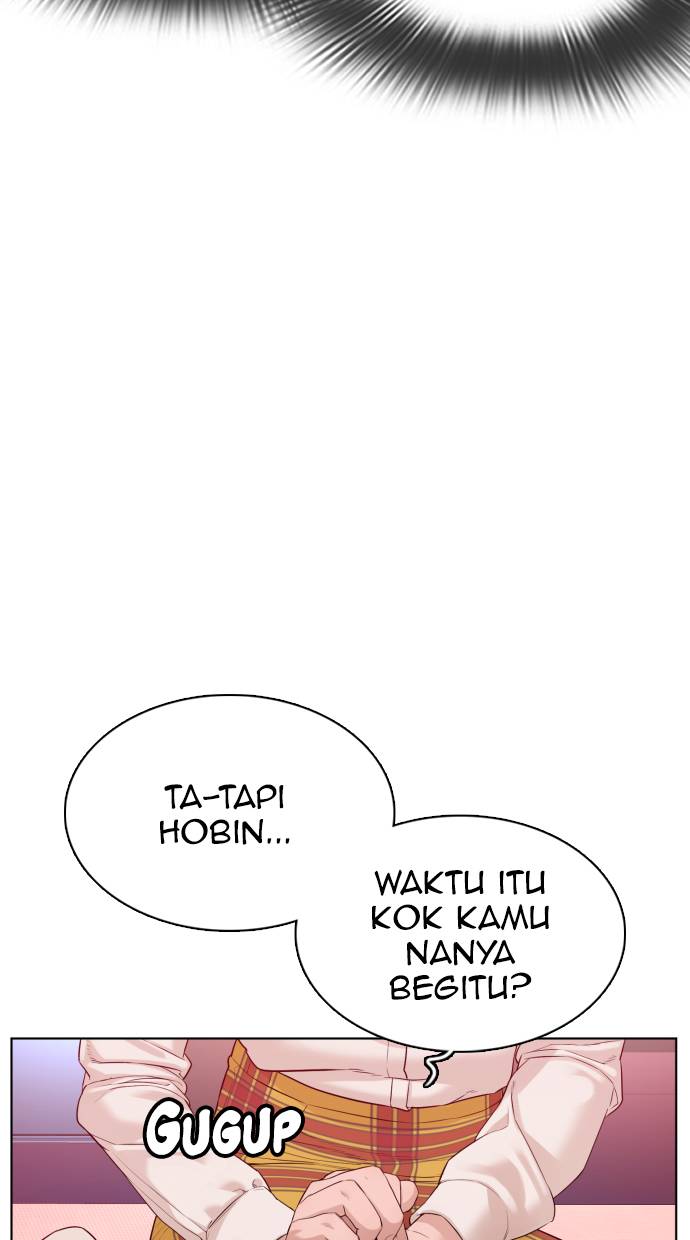 TA-TAPI
HOBIN...
WAKTU ITU
KOK KAMU
NANYA
BEGITU?
GUGUP